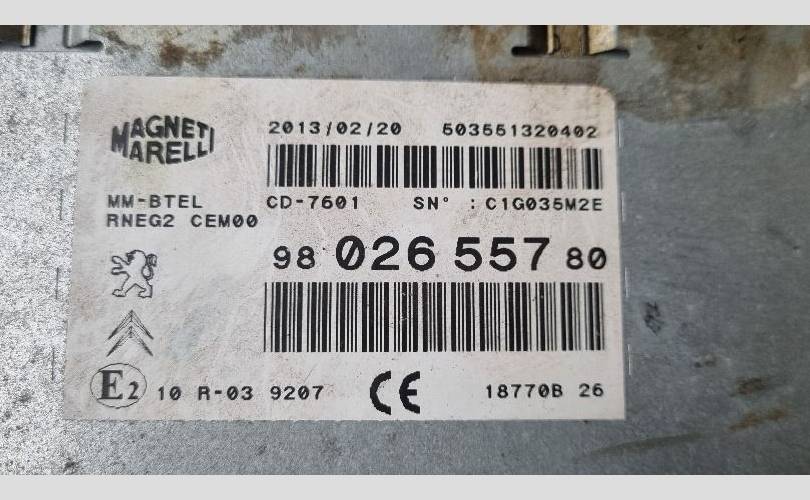 MAGNETI
MARELLI
2013/02/20 503551320402
MM-BTEL CD-7601 SN° : C1G035M2E
RNEG2 CEM00
98 026 557 80
E2 10 R-03 9207 CE 18770B 26